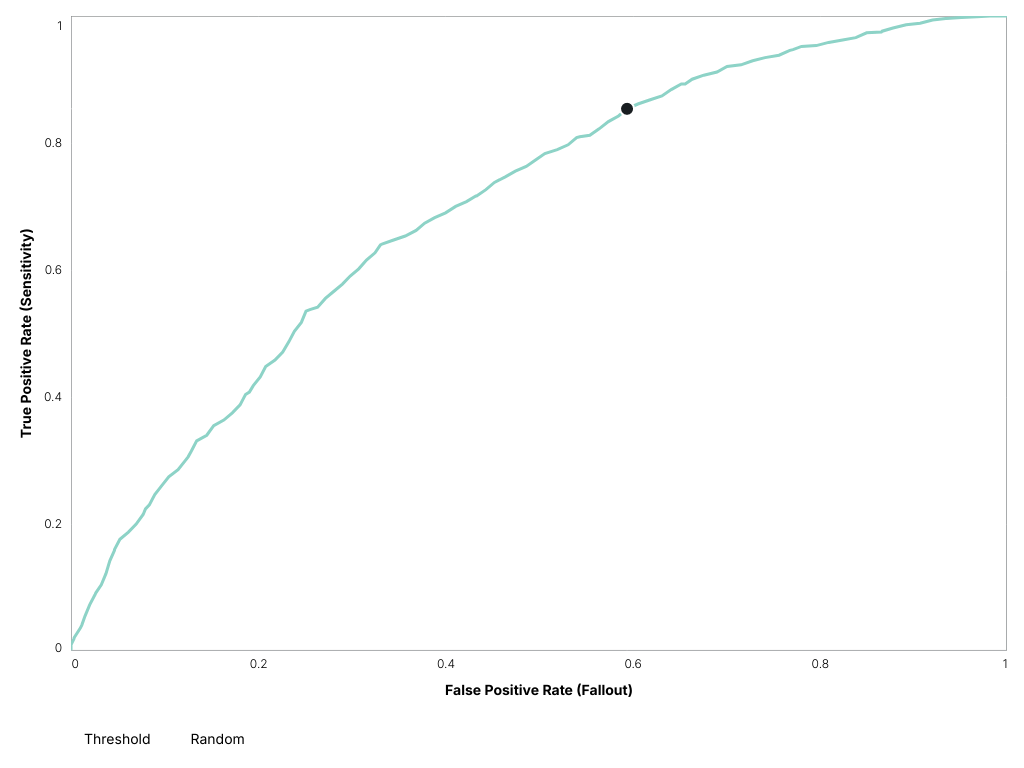 1
0.8
0.6
0.4
0.2
0
True Positive Rate (Sensitivity)
0 0.2 0.4 0.6 0.8 1
False Positive Rate (Fallout)
Threshold Random